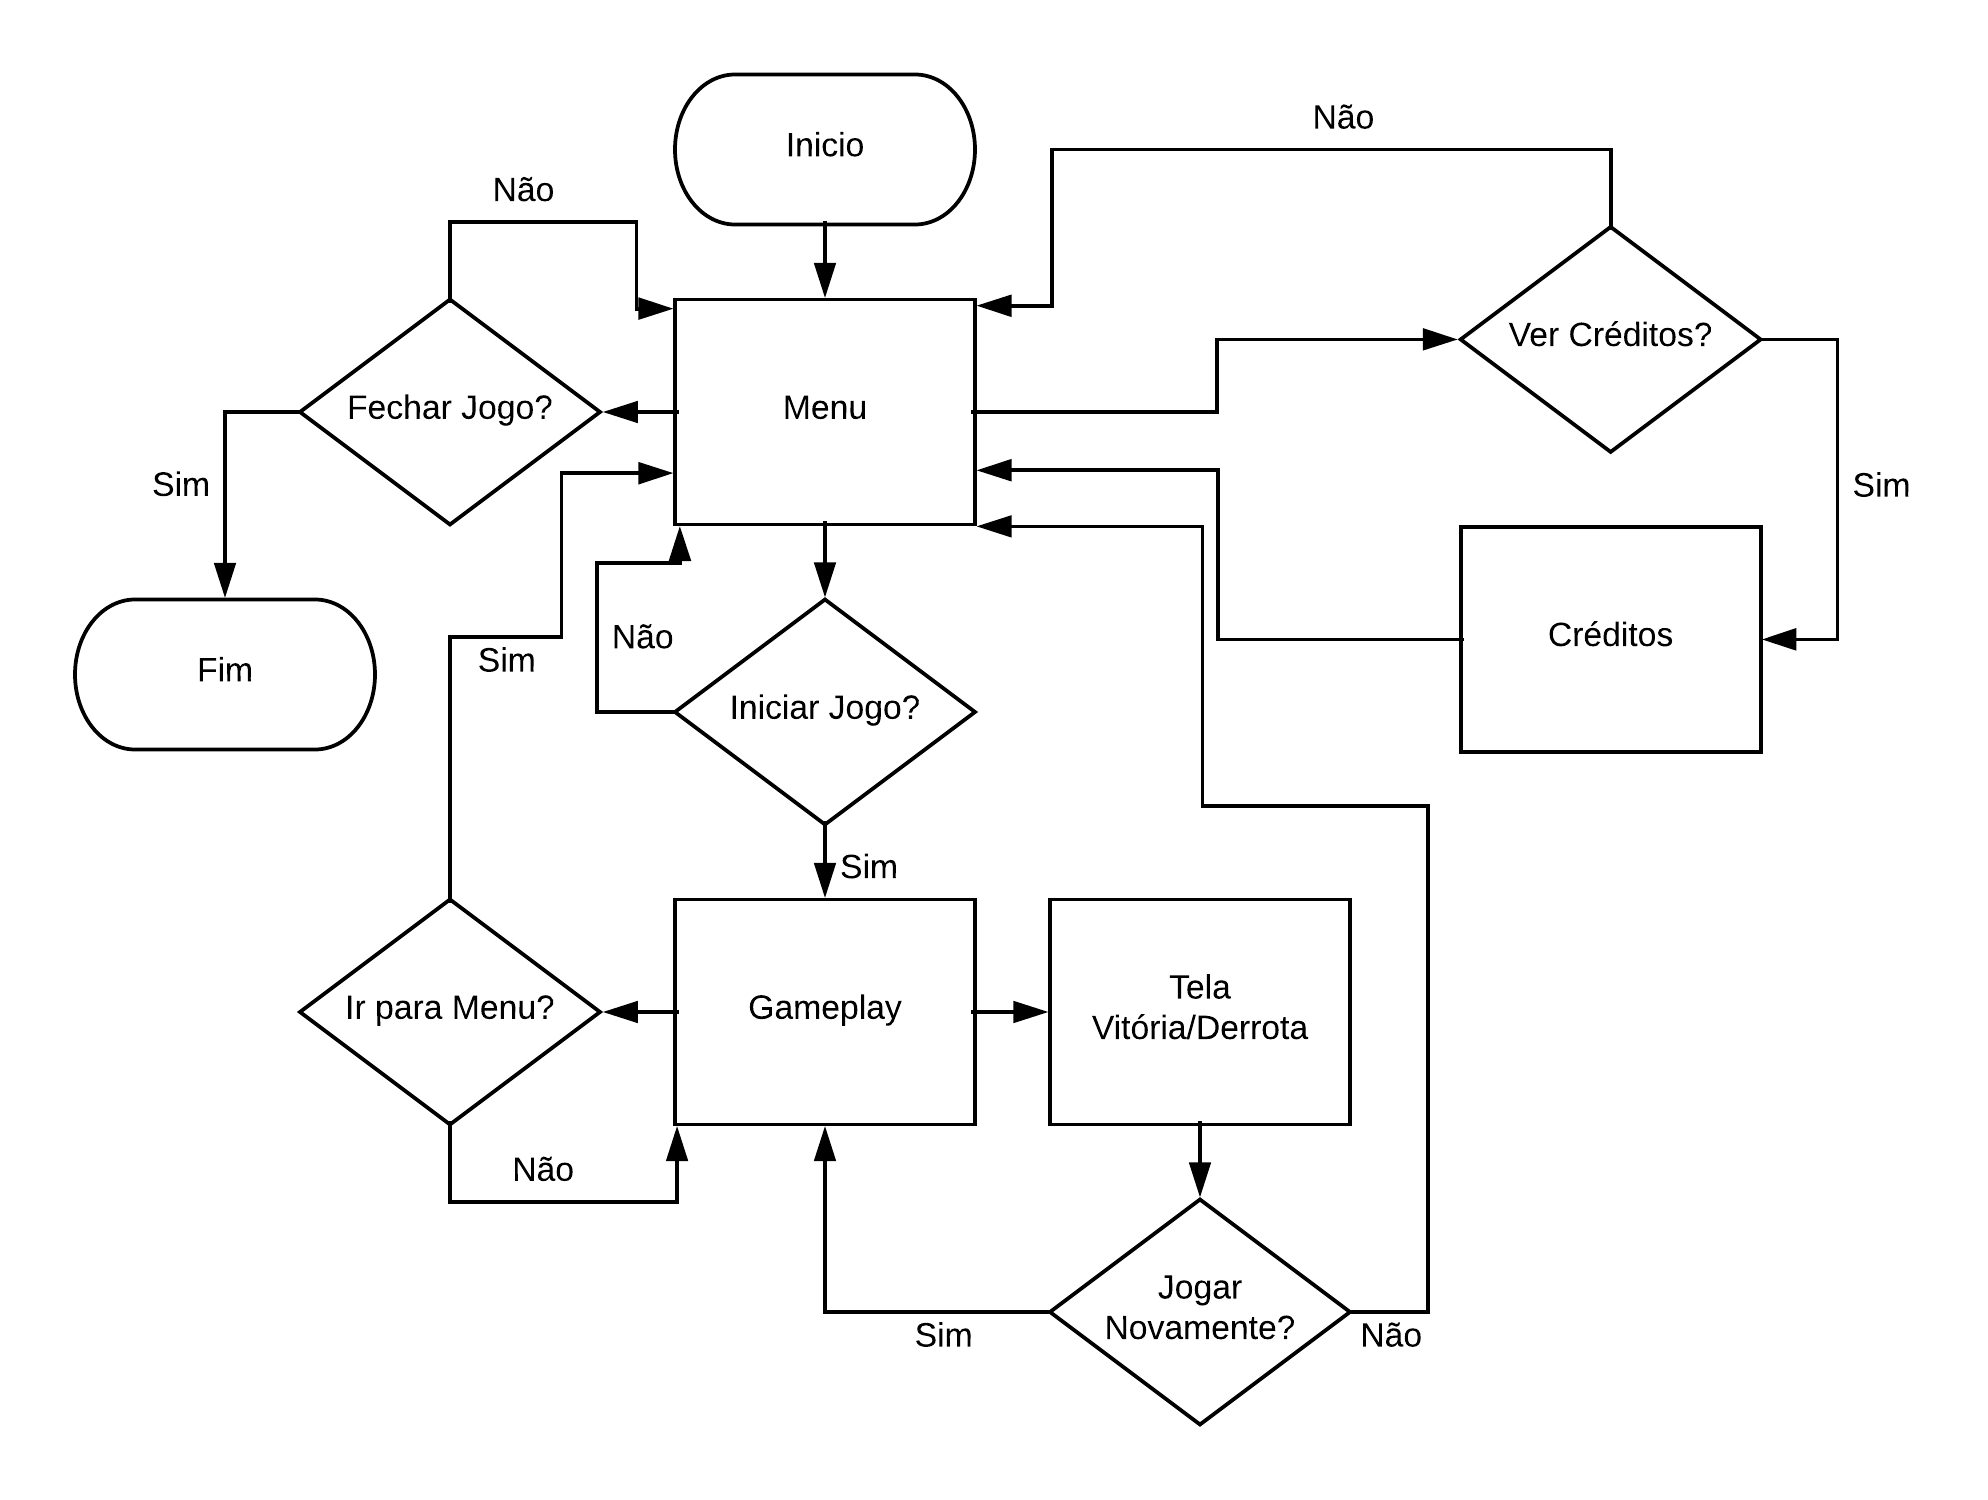 Inicio
Não
Não
Ver Créditos?
Fechar Jogo?
Menu
Sim
Sim
Créditos
Não
Sim
Fim
Iniciar Jogo?
Sim
Ir para Menu?
Gameplay
Tela
Vitória/Derrota
Não
Jogar
Novamente?
Sim
Não